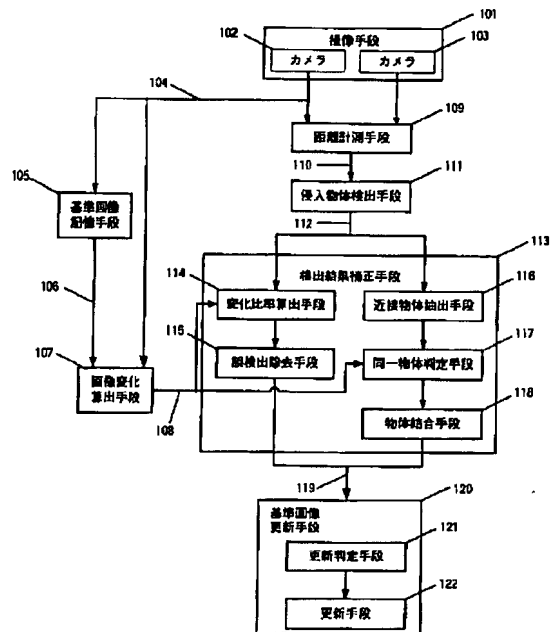 101
102
撮像手段
103
カメラ
カメラ
104
109
距離計測手段
105
110
111
基準画像
記憶手段
侵入物体検出手段
112
113
検出結果補正手段
114
116
106
変化比率算出手段
近接物体抽出手段
115
117
107
誤検出除去手段
同一物体判定手段
画像変化
算出手段
108
118
物体結合手段
119
120
基準画像
更新手段
121
更新判定手段
122
更新手段